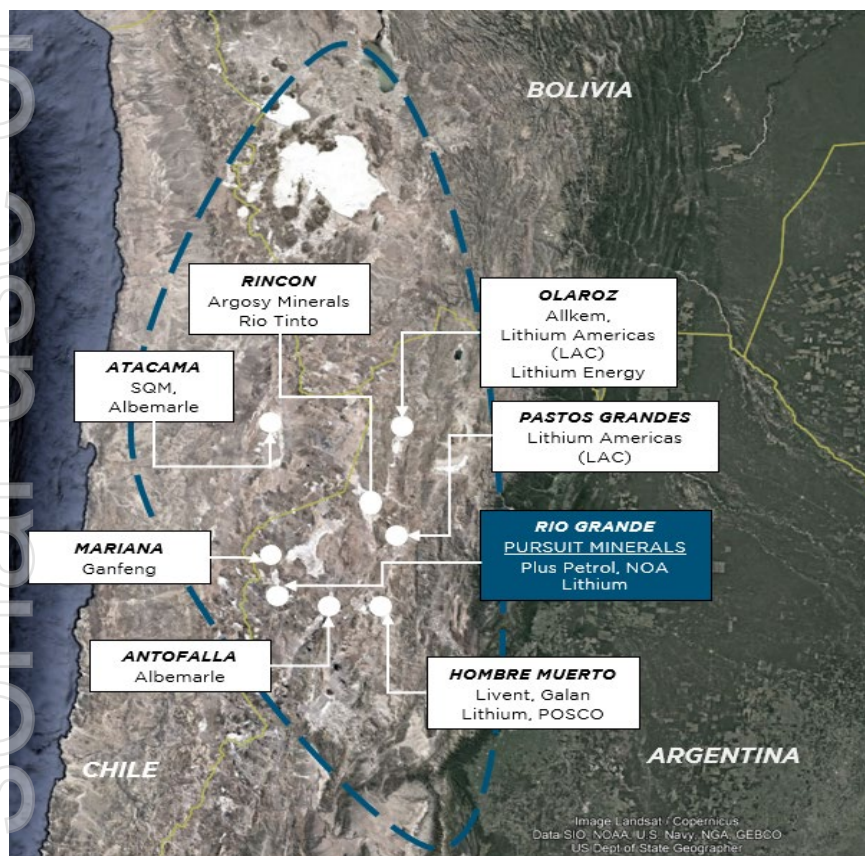 BOLIVIA
RINCON
Argosy Minerals
Rio Tinto
OLAROZ
Allkem,
Lithium Americas
(LAC)
Lithium Energy
ATACAMA
SQM,
Albemarle
PASTOS GRANDES
Lithium Americas
(LAC)
RIO GRANDE
PURSUIT MINERALS
Plus Petrol, NOA
Lithium
MARIANA
Ganfeng
ANTOFALLA
Albemarle
HOMBRE MUERTO
Livent, Galan
Lithium, POSCO
CHILE
ARGENTINA
Image Landsat / Copernicus
Data SIO, NOAA, U.S. Navy, NGA, GEBCO
US Dept of State Geographer